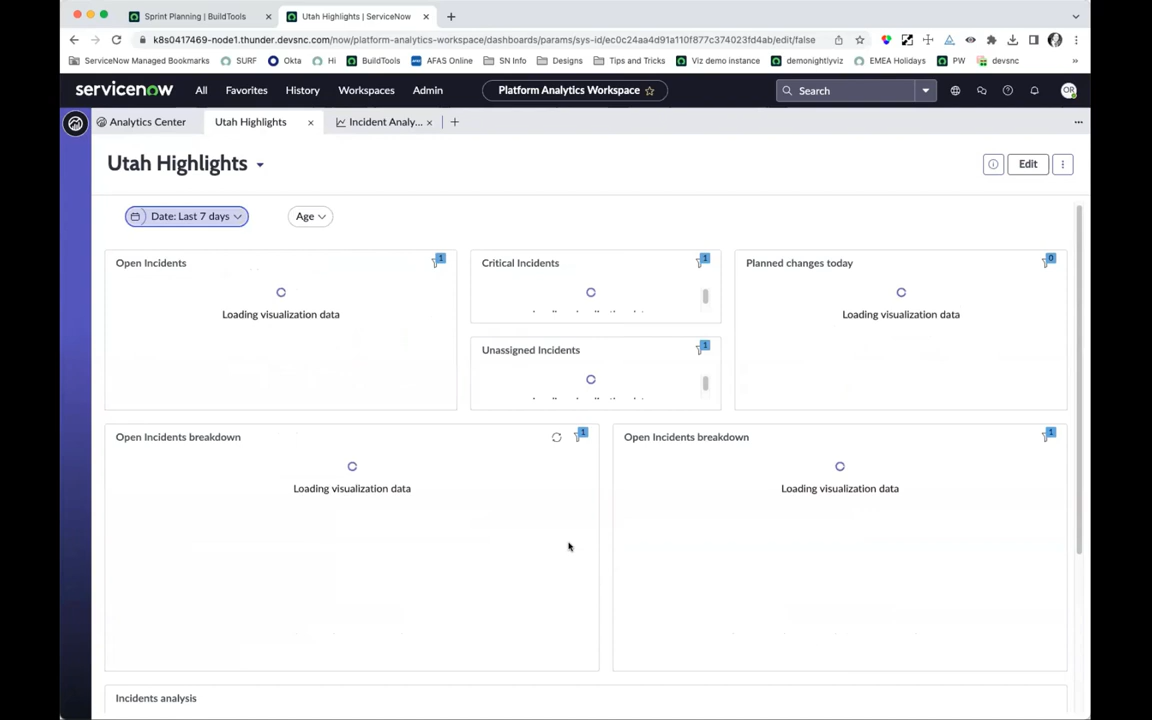 Sprint Planning | BuildTools
Utah Highlights | ServiceNow
k8s0417469-node1.thunder.devsnc.com/now/platform-analytics-workspace/dashboards/params/sys-id/ec0c24aa4d91a110f877c374023fd4ab/edit/false
ServiceNow Managed Bookmarks SURF Okta Hi BuildTools AFAS Online SN Info Designs Tips and Tricks Viz demo instance demonightlyviz EMEA Holidays PW devsnc
servicenow All Favorites History Workspaces Admin Platform Analytics Workspace Search OR
Analytics Center Utah Highlights Incident Analy...
Utah Highlights Edit
Date: Last 7 days Age
Open Incidents 1 Critical Incidents 1 Planned changes today 0
Loading visualization data Loading visualization data
Unassigned Incidents 1
Open Incidents breakdown 1 Open Incidents breakdown 1
Loading visualization data Loading visualization data
Incidents analysis